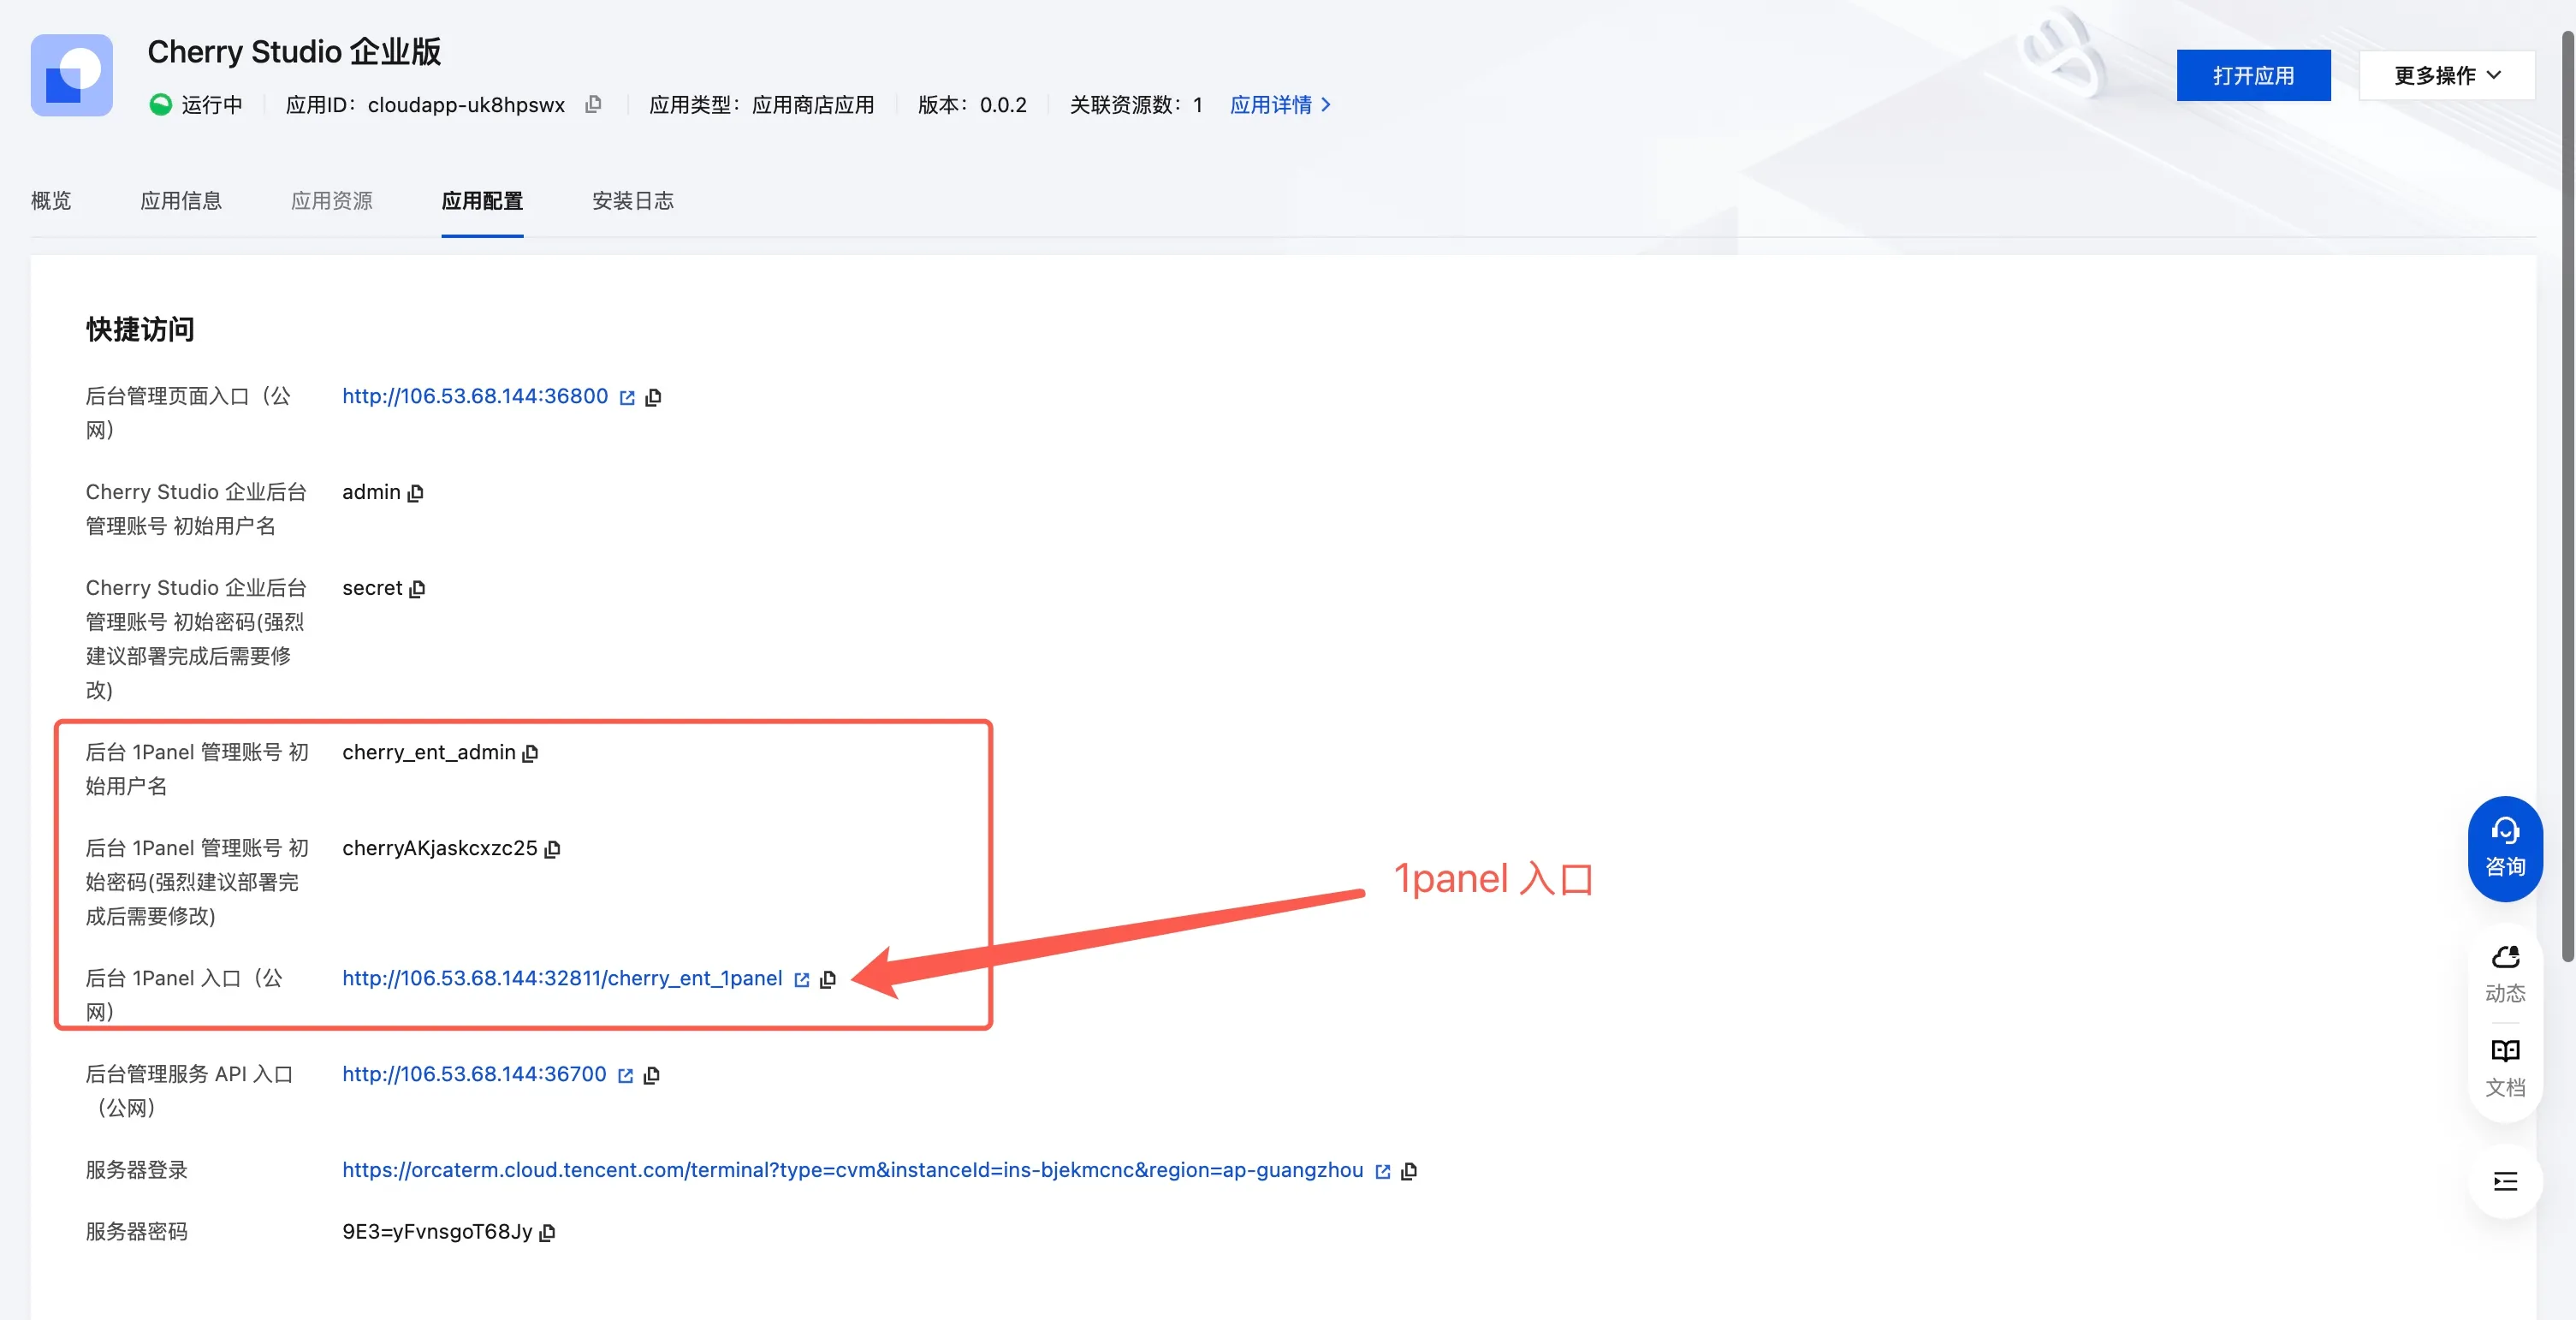 Cherry Studio 企业版
运行中 应用ID：cloudapp-uk8hpswx 应用类型：应用商店应用 版本：0.0.2 关联资源数：1 应用详情
打开应用 更多操作
概览 应用信息 应用资源 应用配置 安装日志
快捷访问
后台管理页面入口（公 http://106.53.68.144:36800
网）
Cherry Studio 企业后台 admin
管理账号 初始用户名
Cherry Studio 企业后台 secret
管理账号 初始密码(强烈
建议部署完成后需要修
改)
后台 1Panel 管理账号 初 cherry_ent_admin
始用户名
后台 1Panel 管理账号 初 cherryAKjaskcxzc25
始密码(强烈建议部署完
成后需要修改)
1panel 入口
后台 1Panel 入口（公 http://106.53.68.144:32811/cherry_ent_1panel
网）
后台管理服务 API 入口 http://106.53.68.144:36700
（公网）
服务器登录 https://orcaterm.cloud.tencent.com/terminal?type=cvm&instanceId=ins-bjekmcnc&region=ap-guangzhou
服务器密码 9E3=yFvnsgoT68Jy
咨询
动态
文档